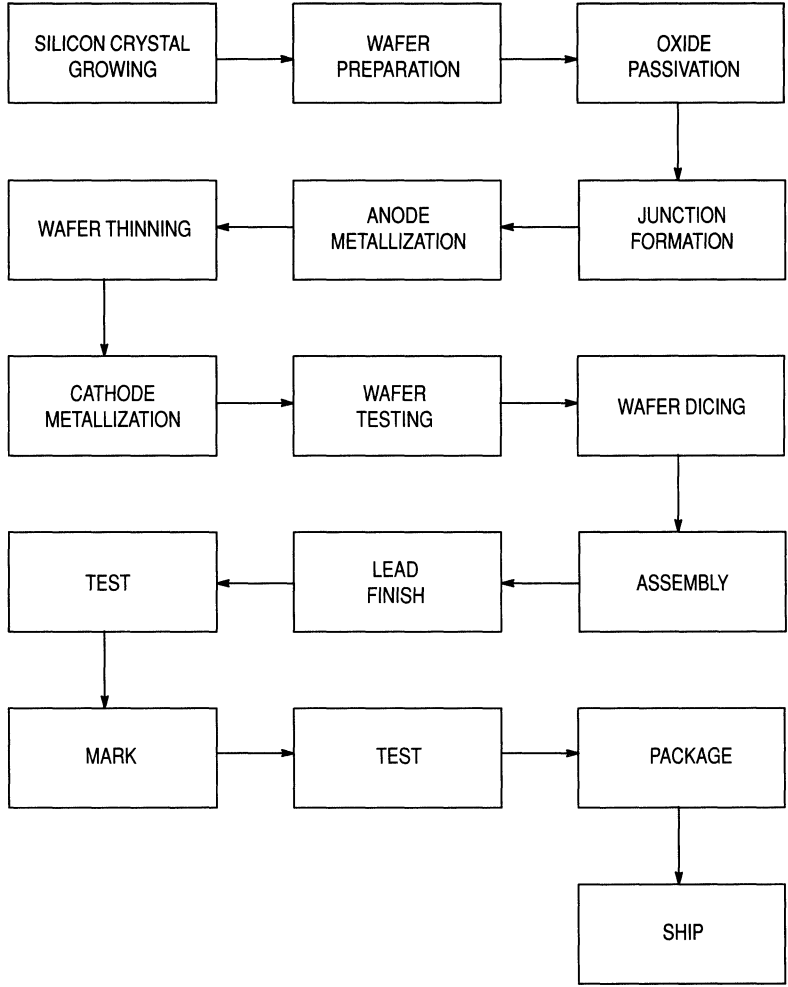 SILICON CRYSTAL
GROWING
WAFER
PREPARATION
OXIDE
PASSIVATION
WAFER THINNING
ANODE
METALLIZATION
JUNCTION
FORMATION
CATHODE
METALLIZATION
WAFER
TESTING
WAFER DICING
TEST
LEAD
FINISH
ASSEMBLY
MARK
TEST
PACKAGE
SHIP